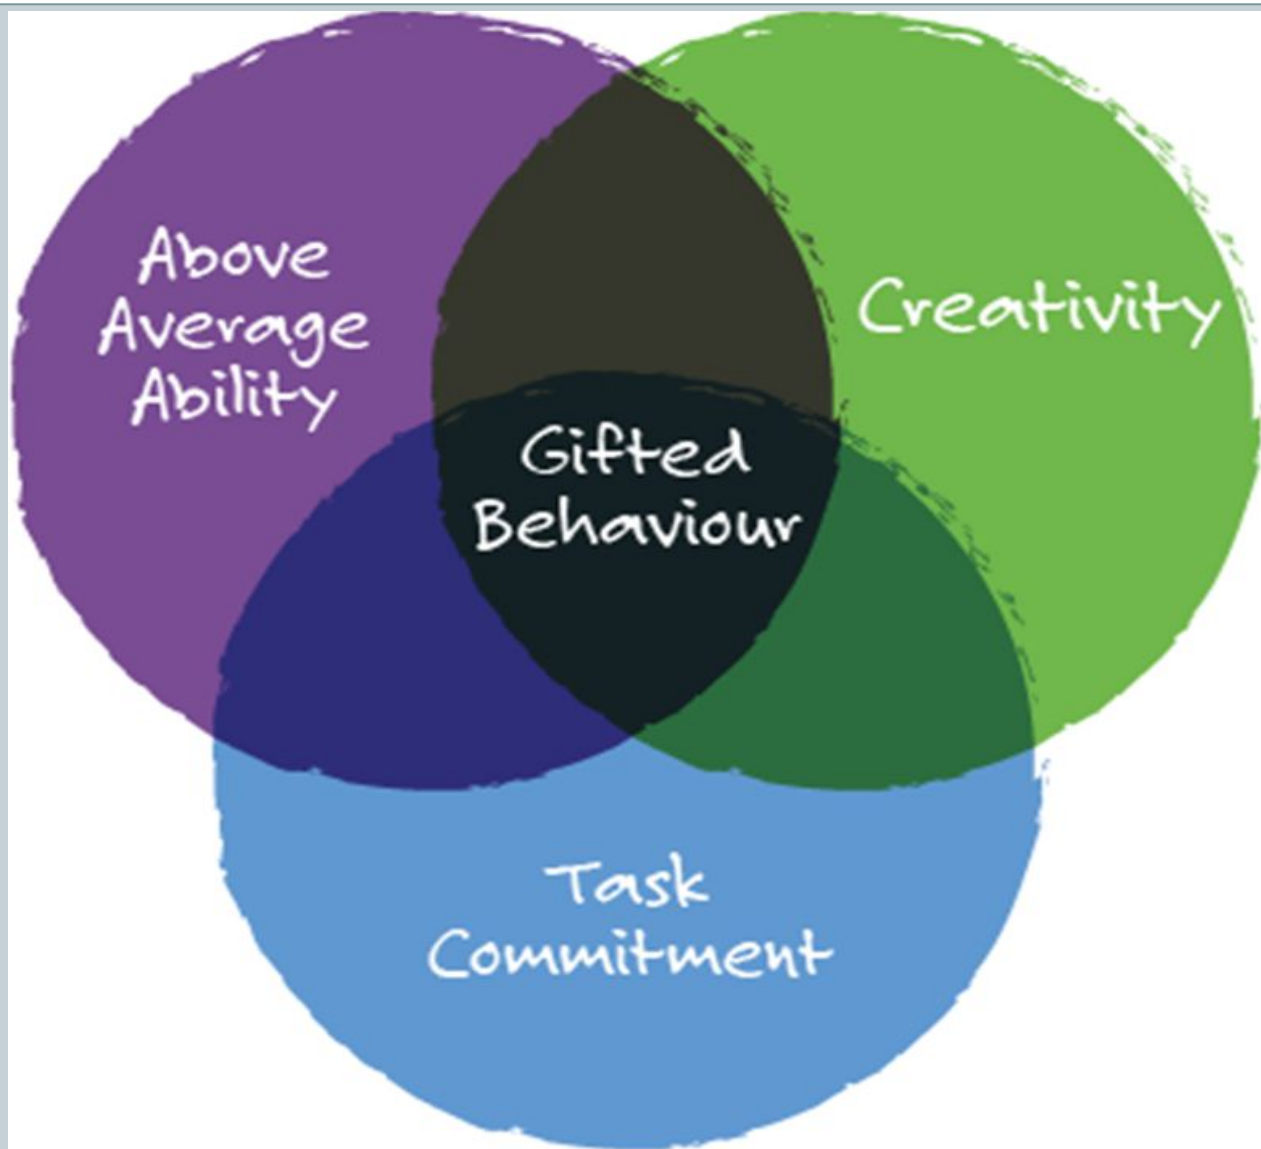 Above
Average
Ability
Creativity
Gifted
Behaviour
Task
Commitment